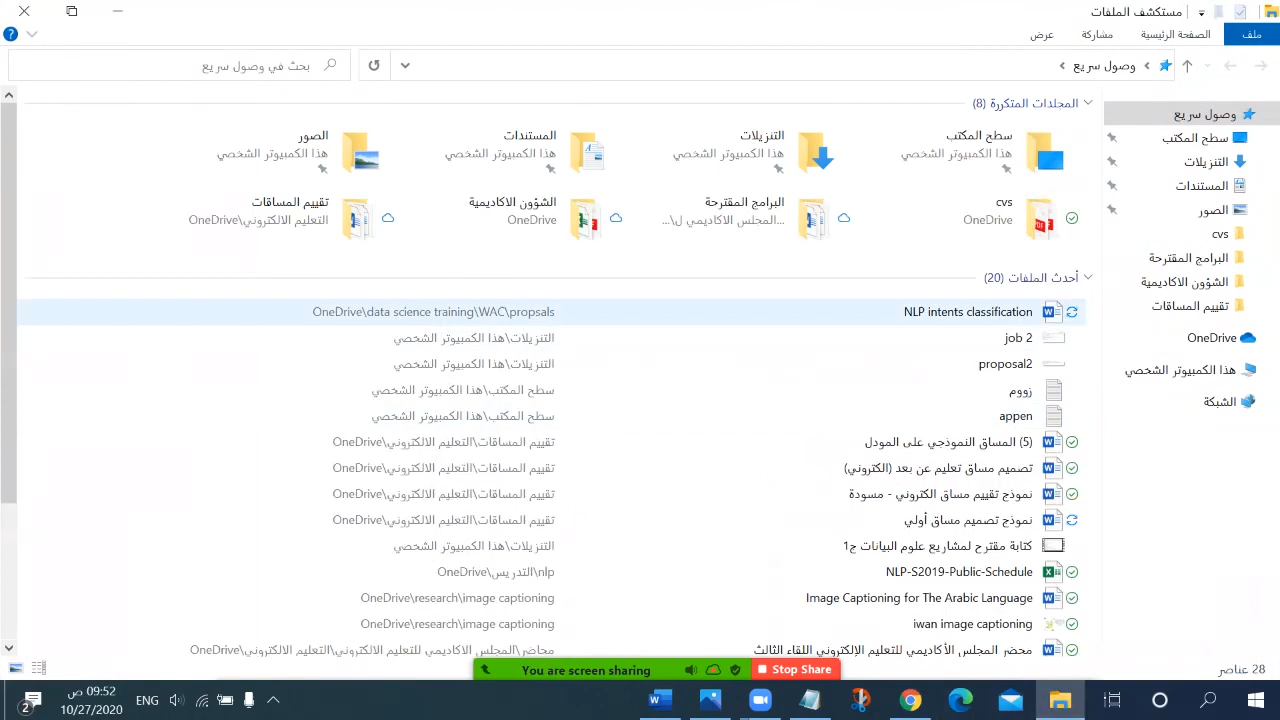 مستكشف الملفات
ملف
الصفحة الرئيسية
مشاركة
عرض
وصول سريع
بحث في وصول سريع
وصول سريع
سطح المكتب
التنزيلات
المستندات
الصور
cvs
البرامج المقترحة
الشؤون الاكاديمية
تقييم المساقات
OneDrive
هذا الكمبيوتر الشخصي
الشبكة
المجلدات المتكررة (8)
سطح المكتب
هذا الكمبيوتر الشخصي
التنزيلات
هذا الكمبيوتر الشخصي
المستندات
هذا الكمبيوتر الشخصي
الصور
هذا الكمبيوتر الشخصي
cvs
OneDrive
البرامج المقترحة
المجلس الاكاديمي ل\...
الشؤون الاكاديمية
OneDrive
تقييم المساقات
OneDrive\التعليم الالكتروني
أحدث الملفات (20)
NLP intents classification OneDrive\data science training\WAC\propsals
job 2 هذا الكمبيوتر الشخصي\التنزيلات
proposal2 هذا الكمبيوتر الشخصي\التنزيلات
زووم هذا الكمبيوتر الشخصي\سطح المكتب
appen هذا الكمبيوتر الشخصي\سطح المكتب
المساق النموذجي على المودل (5) OneDrive\التعليم الالكتروني\تقييم المساقات
تصميم مساق تعليم عن بعد (الكتروني) OneDrive\التعليم الالكتروني\تقييم المساقات
نموذج تقييم مساق الكتروني - مسودة OneDrive\التعليم الالكتروني\تقييم المساقات
نموذج تصميم مساق أولي OneDrive\التعليم الالكتروني\تقييم المساقات
كتابة مقترح لمشاريع علوم البيانات ج1 هذا الكمبيوتر الشخصي\التنزيلات
NLP-S2019-Public-Schedule OneDrive\التدريس\nlp
Image Captioning for The Arabic Language OneDrive\research\image captioning
iwan image captioning OneDrive\research\image captioning
محضر المجلس الأكاديمي للتعليم الإلكتروني اللقاء الثالث OneDrive\التعليم الالكتروني\المجلس الاكاديمي للتعليم الالكتروني\محاضر
28 عناصر
You are screen sharing
Stop Share
ENG
09:52 ص
10/27/2020
2